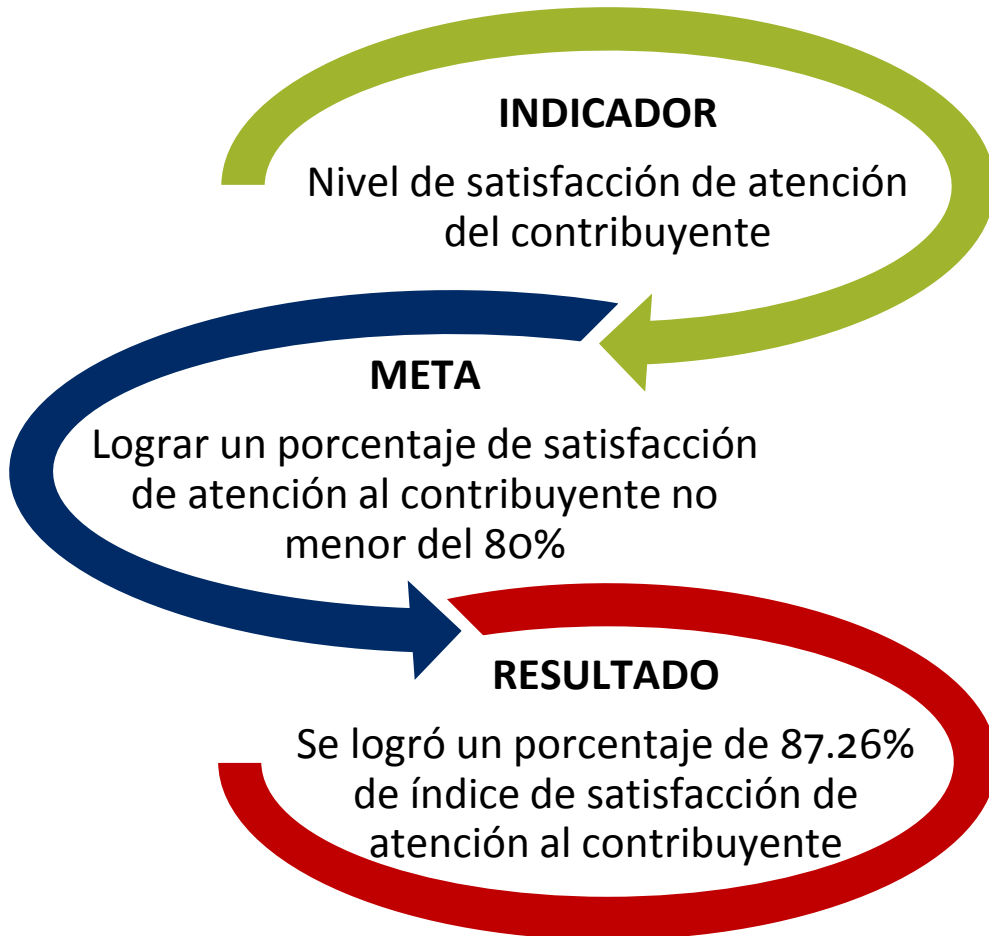 INDICADOR
Nivel de satisfacción de atención
del contribuyente
META
Lograr un porcentaje de satisfacción
de atención al contribuyente no
menor del 80%
RESULTADO
Se logró un porcentaje de 87.26%
de índice de satisfacción de
atención al contribuyente